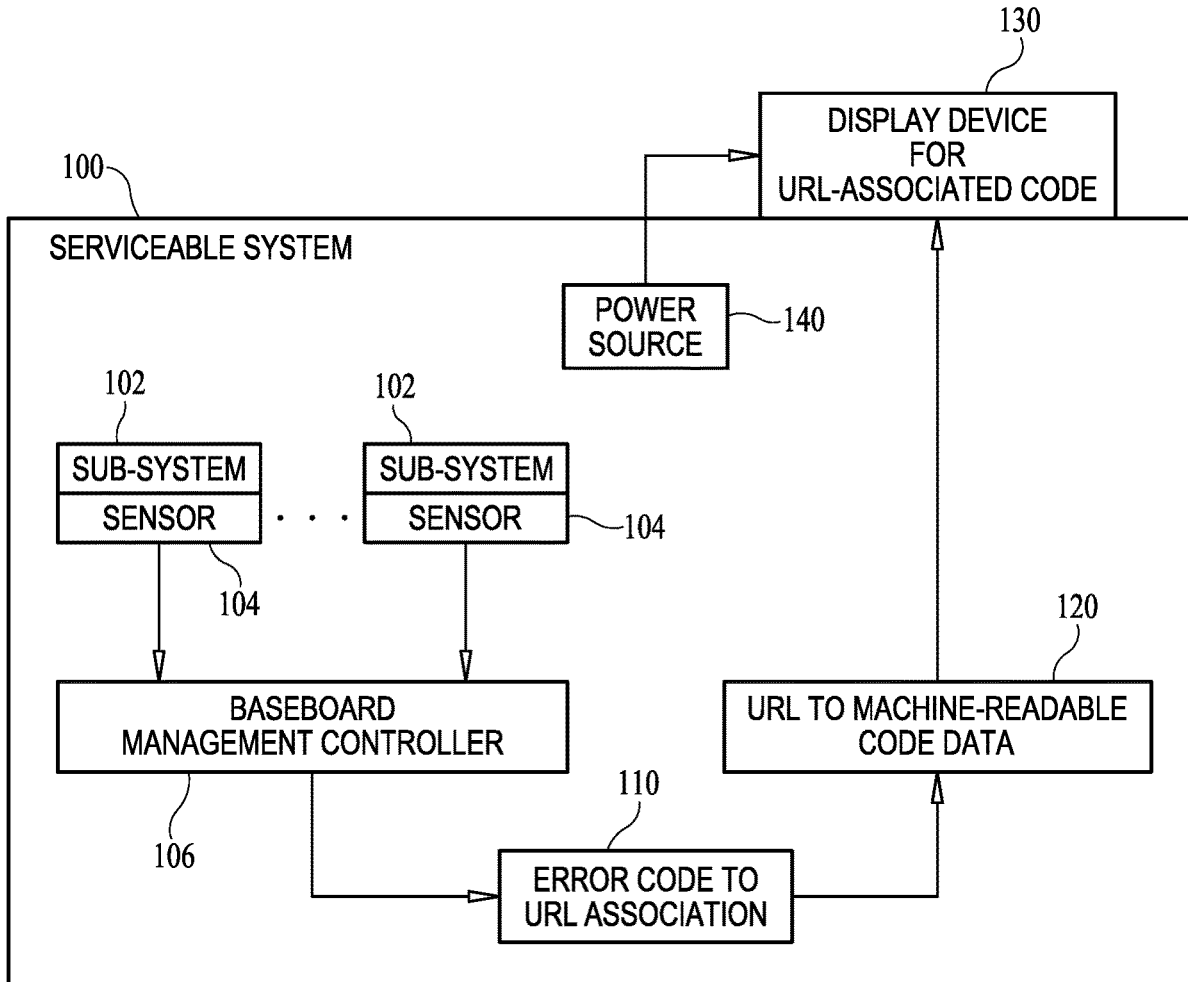 130
DISPLAY DEVICE
FOR
URL-ASSOCIATED CODE
100
SERVICEABLE SYSTEM
POWER
SOURCE
140
102
102
SUB-SYSTEM
SUB-SYSTEM
SENSOR
. . .
SENSOR
104
104
120
BASEBOARD
MANAGEMENT CONTROLLER
URL TO MACHINE-READABLE
CODE DATA
110
106
ERROR CODE TO
URL ASSOCIATION